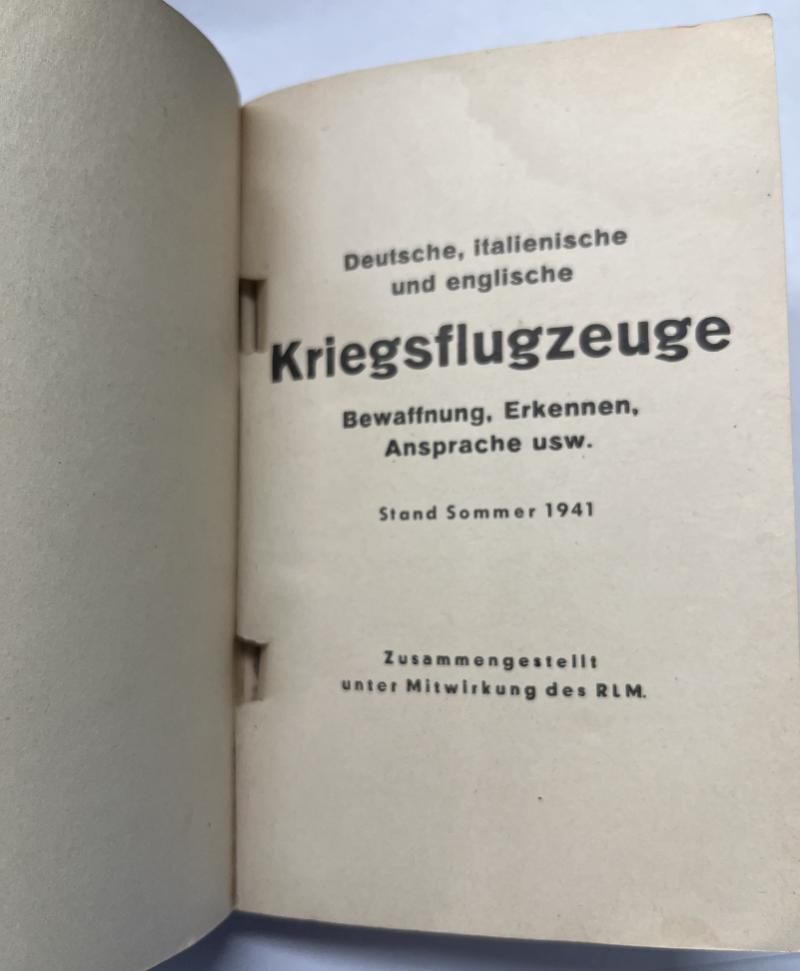 Deutsche, italienische
und englische
Kriegsflugzeuge
Bewaffnung, Erkennen,
Ansprache usw.
Stand Sommer 1941
Zusammengestellt
unter Mitwirkung des RLM.